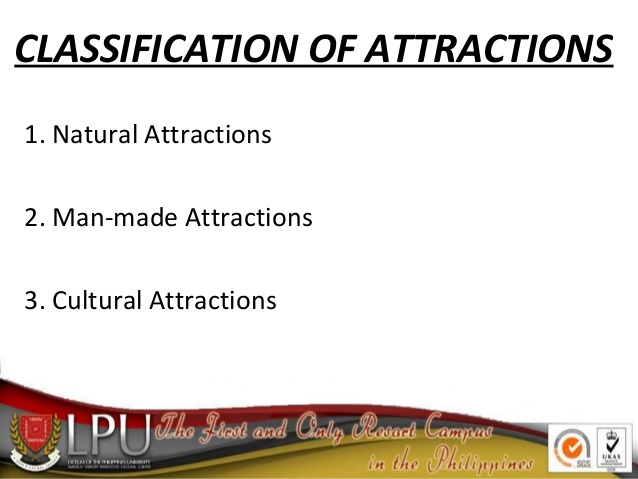 CLASSIFICATION OF ATTRACTIONS
1. Natural Attractions
2. Man-made Attractions
3. Cultural Attractions
LPU
The First and Only Resort Campus
in the Philippines
SGS
UKAS